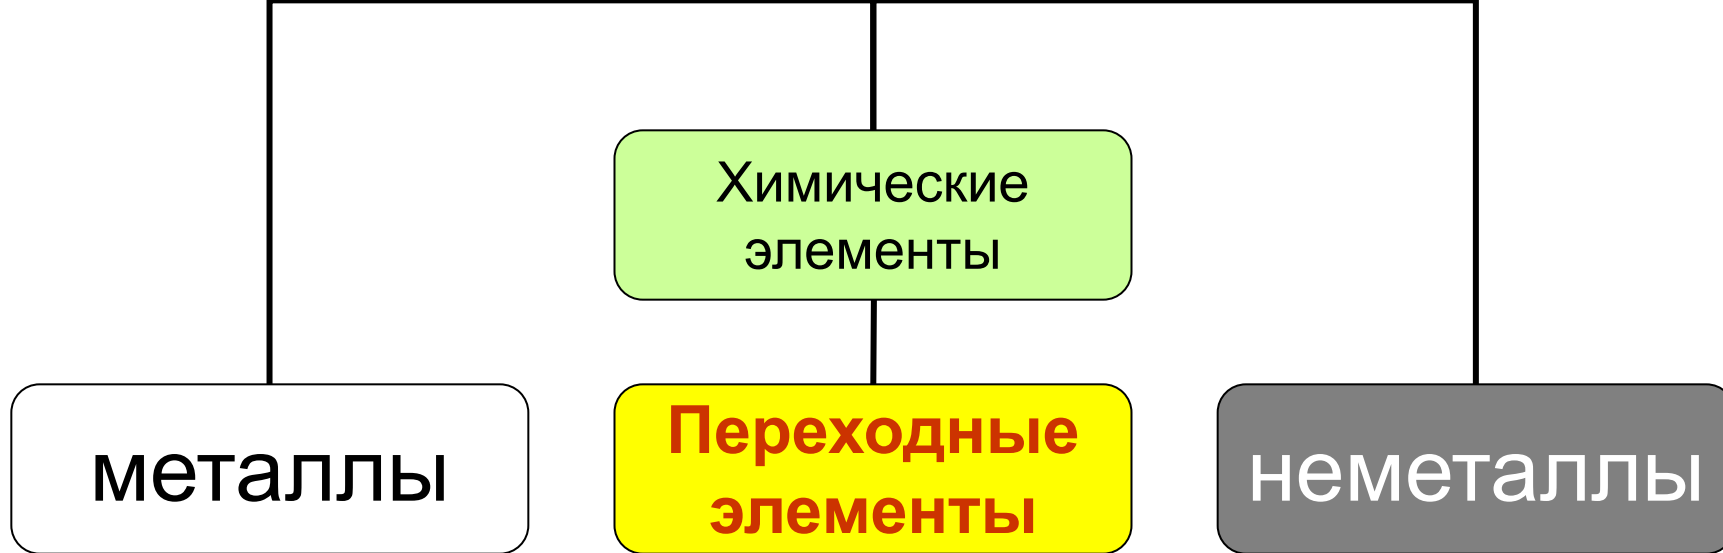 Химические
элементы
металлы
Переходные
элементы
неметаллы